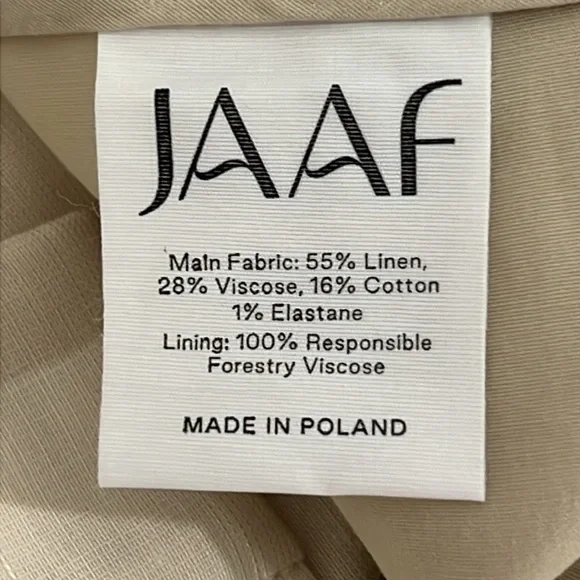 JAAF
Main Fabric: 55% Linen,
28% Viscose, 16% Cotton
1% Elastane
Lining: 100% Responsible
Forestry Viscose
MADE IN POLAND